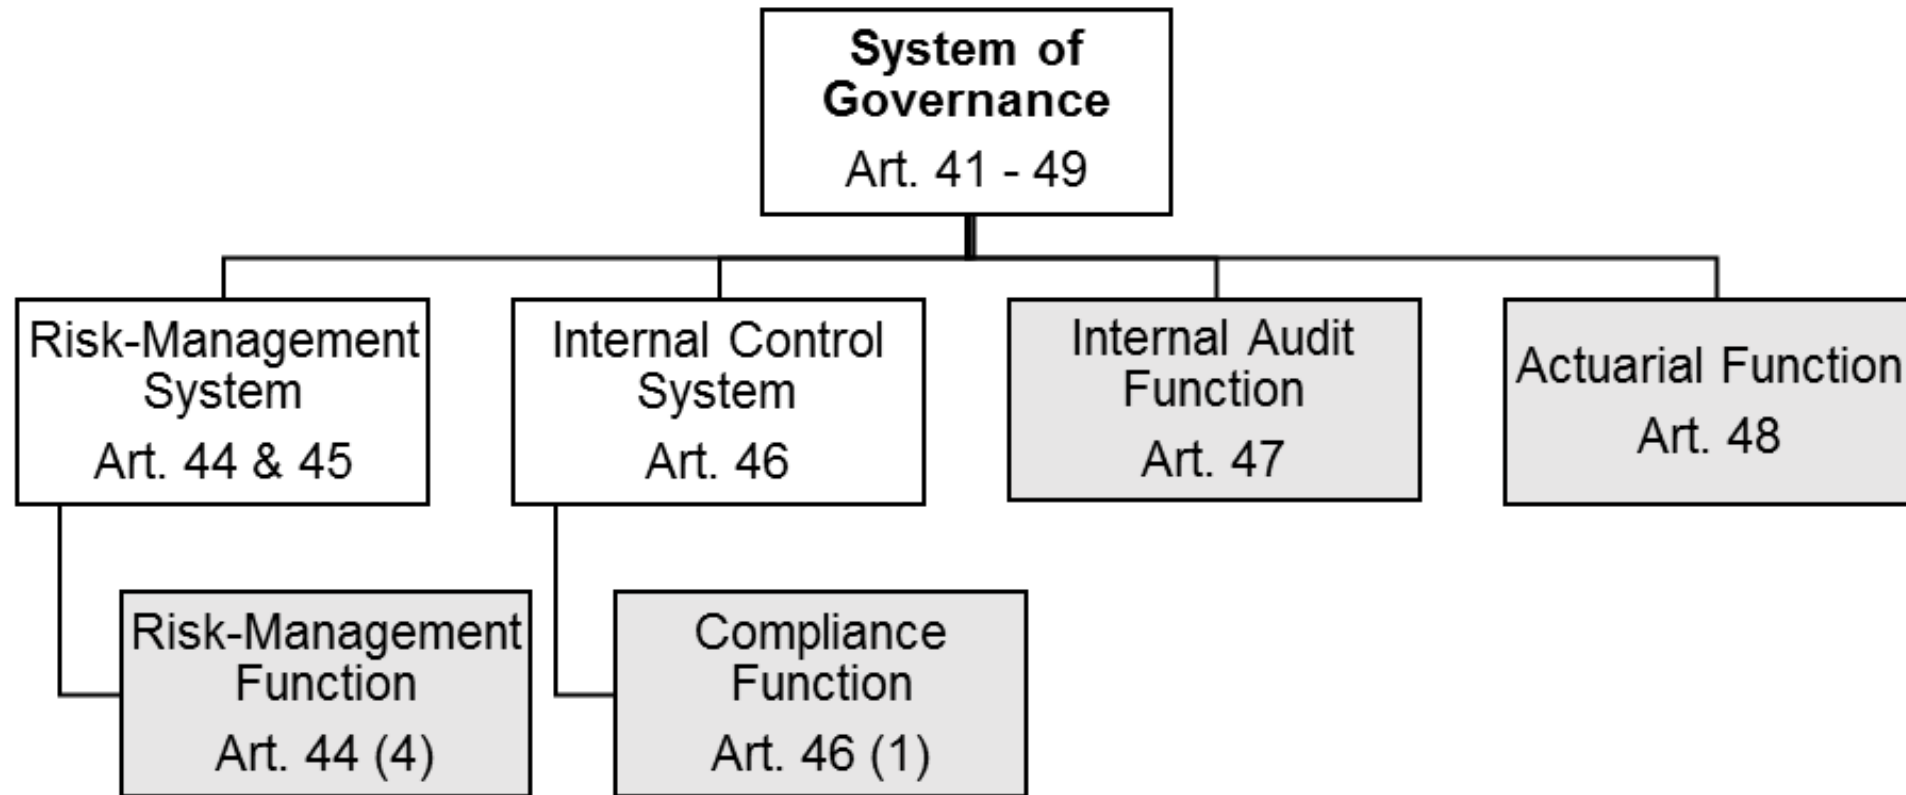 System of
Governance
Art. 41 - 49
Risk-Management
System
Art. 44 & 45
Internal Control
System
Art. 46
Internal Audit
Function
Art. 47
Actuarial Function
Art. 48
Risk-Management
Function
Art. 44 (4)
Compliance
Function
Art. 46 (1)